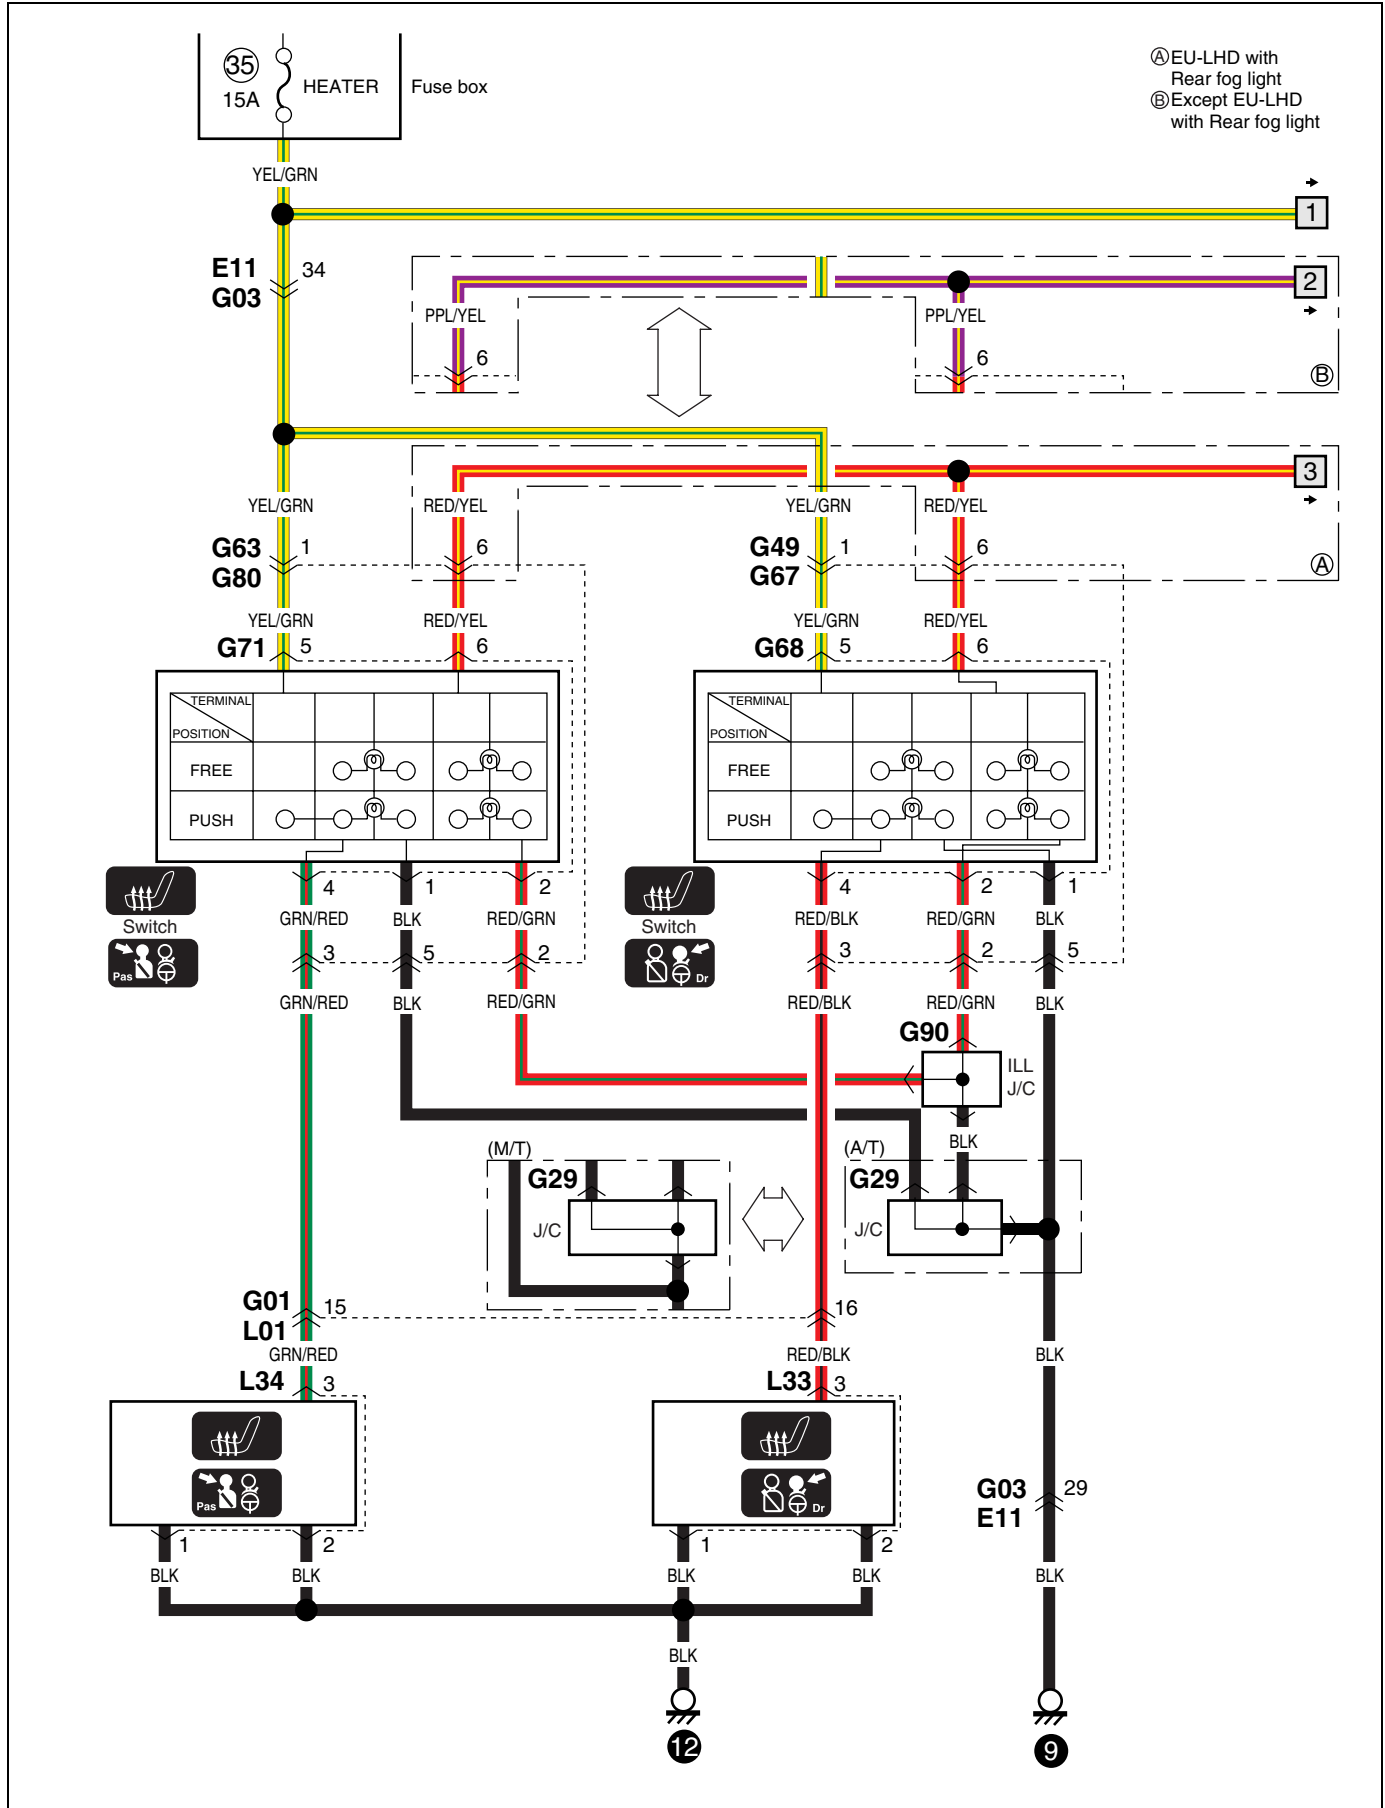 35
15A
HEATER
Fuse box
Ⓐ EU-LHD with
Rear fog light
Ⓑ Except EU-LHD
with Rear fog light
YEL/GRN
1
E11 34
G03
2
PPL/YEL PPL/YEL
6 6
Ⓑ
3
YEL/GRN RED/YEL YEL/GRN RED/YEL
G63 1 6 G49 1 6
G80 G67
Ⓐ
YEL/GRN RED/YEL YEL/GRN RED/YEL
G71 5 6 G68 5 6
TERMINAL TERMINAL
POSITION POSITION
FREE FREE
PUSH PUSH
4 1 2 4 2 1
GRN/RED BLK RED/GRN RED/BLK RED/GRN BLK
Switch Switch
Pas Dr
3 5 2 3 2 5
GRN/RED BLK RED/GRN RED/BLK RED/GRN BLK
G90
ILL
J/C
BLK
(M/T) (A/T)
G29 G29
J/C J/C
G01 15 16
L01
GRN/RED RED/BLK BLK
L34 3 L33 3
Pas Dr
G03 29
E11
1 2 1 2
BLK BLK BLK BLK BLK
BLK
12 9